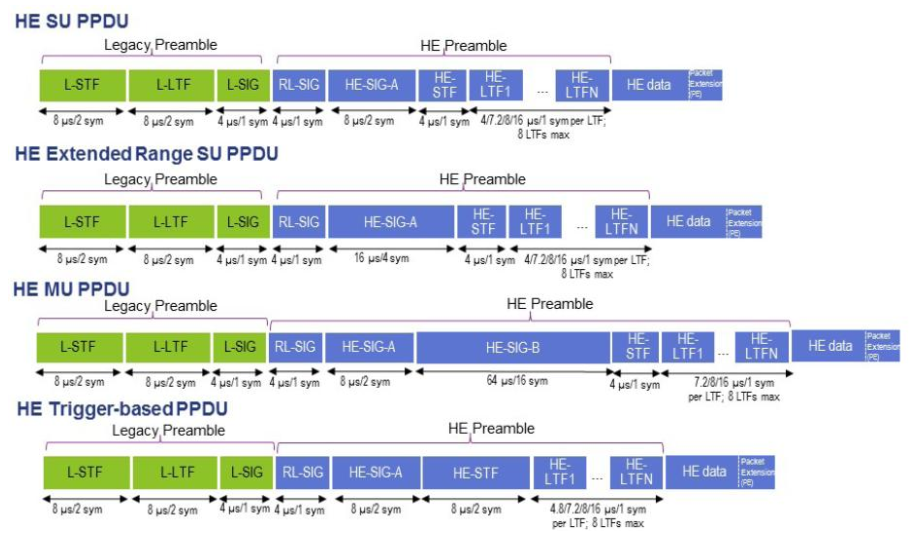 HE SU PPDU
Legacy Preamble HE Preamble
L-STF L-LTF L-SIG RL-SIG HE-SIG-A HE-STF HE-LTF1 ... HE-LTFN HE data Packet Extension (PE)
8 µs/2 sym 8 µs/2 sym 4 µs/1 sym 4 µs/1 sym 8 µs/2 sym 4 µs/1 sym 4/7.2/8/16 µs/1 sym per LTF;
8 LTFs max
HE Extended Range SU PPDU
Legacy Preamble HE Preamble
L-STF L-LTF L-SIG RL-SIG HE-SIG-A HE-STF HE-LTF1 ... HE-LTFN HE data Packet Extension (PE)
8 µs/2 sym 8 µs/2 sym 4 µs/1 sym 4 µs/1 sym 16 µs/4 sym 4 µs/1 sym 4/7.2/8/16 µs/1 sym per LTF;
8 LTFs max
HE MU PPDU
Legacy Preamble HE Preamble
L-STF L-LTF L-SIG RL-SIG HE-SIG-A HE-SIG-B HE-STF HE-LTF1 ... HE-LTFN HE data Packet Extension (PE)
8 µs/2 sym 8 µs/2 sym 4 µs/1 sym 4 µs/1 sym 8 µs/2 sym 64 µs/16 sym 4 µs/1 sym 7.2/8/16 µs/1 sym
per LTF; 8 LTFs max
HE Trigger-based PPDU
Legacy Preamble HE Preamble
L-STF L-LTF L-SIG RL-SIG HE-SIG-A HE-STF HE-LTF1 ... HE-LTFN HE data Packet Extension (PE)
8 µs/2 sym 8 µs/2 sym 4 µs/1 sym 4 µs/1 sym 8 µs/2 sym 8 µs/2 sym 4.8/7.2/8/16 µs/1 sym
per LTF; 8 LTFs max